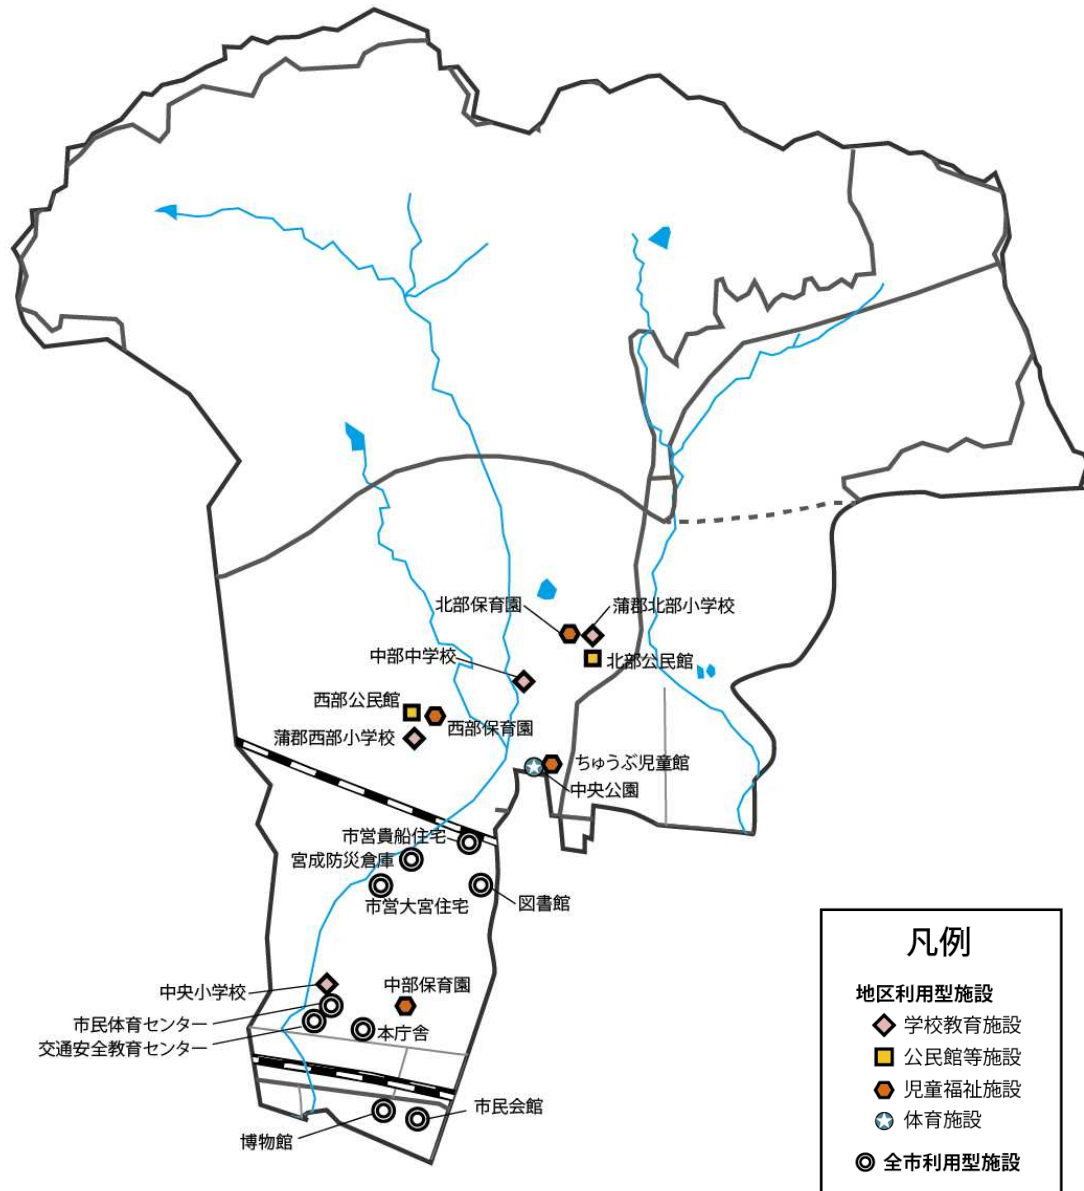 北部保育園
蒲郡北部小学校
中部中学校
北部公民館
西部公民館
西部保育園
蒲郡西部小学校
ちゅうぶ児童館
中央公園
市営貴船住宅
宮成防災倉庫
市営大宮住宅
図書館
中央小学校
中部保育園
市民体育センター
本庁舎
交通安全教育センター
市民会館
博物館
凡例
地区利用型施設
学校教育施設
公民館等施設
児童福祉施設
体育施設
全市利用型施設